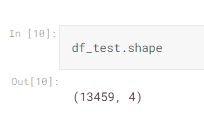 In [10]:
df_test.shape
Out[10]:
(13459, 4)